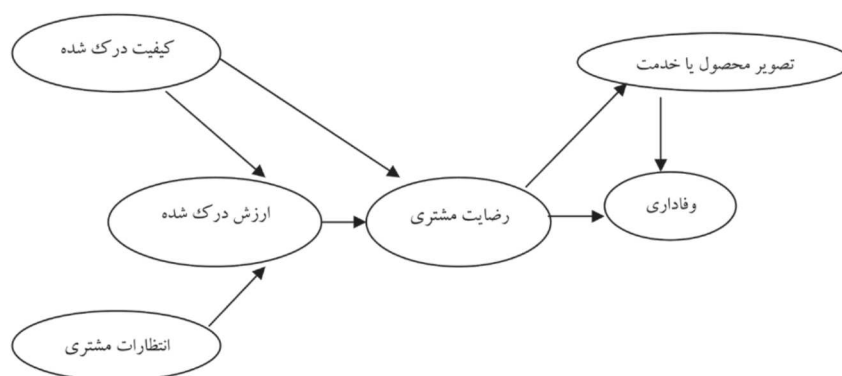 کیفیت درک شده
تصویر محصول یا خدمت
ارزش درک شده
رضایت مشتری
وفاداری
انتظارات مشتری